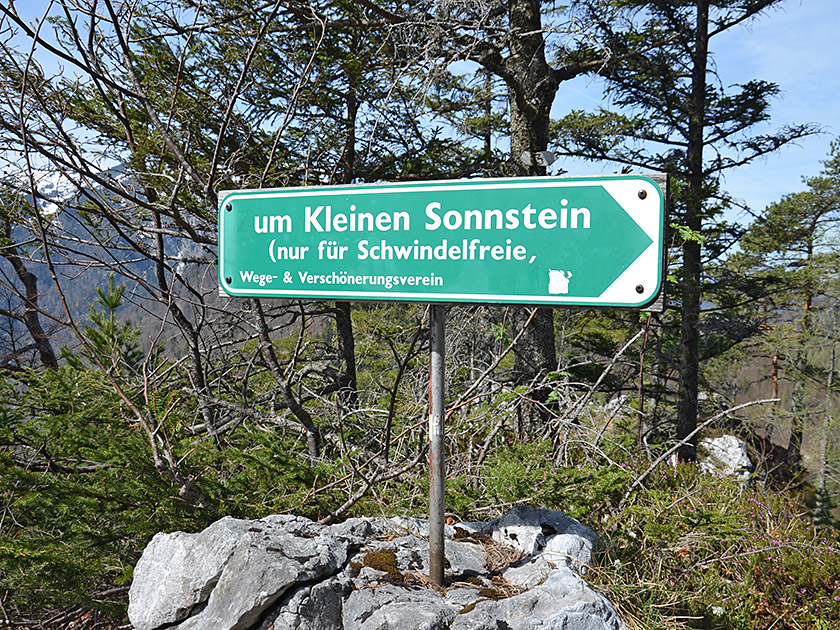 um Kleinen Sonnstein
(nur für Schwindelfreie,
Wege- & Verschönerungsverein